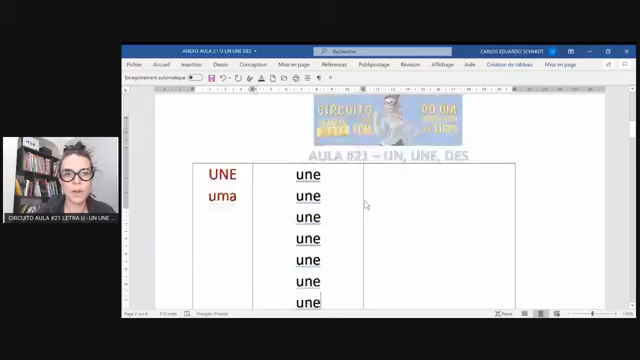 ANEXO AULA 21 U UN UNE DES
Rechercher
CARLOS EDUARDO SCHMIDT
Fichier Insertion Dessin Conception Mise en page Références Publipostage Révision Affichage Aide Création de tableau Mise en page
Enregistrement automatique
CIRCUITO DO DIA
AULA #21 – UN, UNE, DES
UNE une
uma une
une
une
une
une
une
CIRCUITO AULA #21 LETRA U - UN UNE
Français (France)
Focus